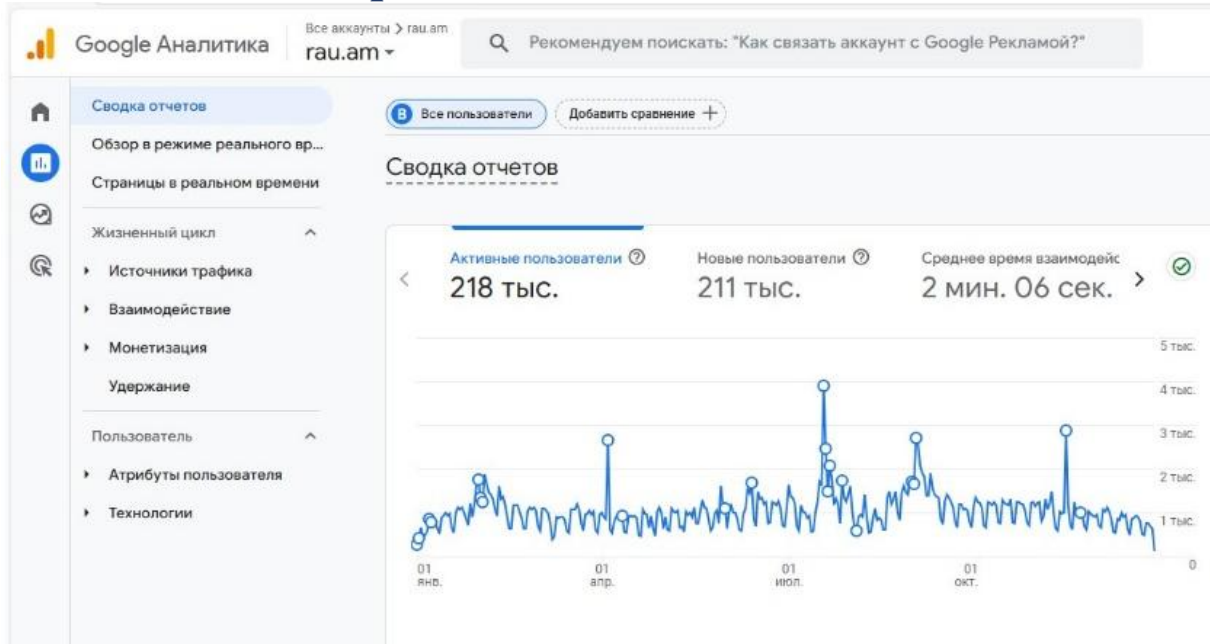 Google Аналитика
Все аккаунты > rau.am
rau.am
Рекомендуем поискать: "Как связать аккаунт с Google Рекламой?"
Сводка отчетов
Обзор в режиме реального вр...
Страницы в реальном времени
Жизненный цикл
Источники трафика
Взаимодействие
Монетизация
Удержание
Пользователь
Атрибуты пользователя
Технологии
В Все пользователи
Добавить сравнение +
Сводка отчетов
Активные пользователи
218 тыс.
Новые пользователи
211 тыс.
Среднее время взаимодейс
2 мин. 06 сек.
5 тыс.
4 тыс.
3 тыс.
2 тыс.
1 тыс.
0
01
янв.
01
апр.
01
июл.
01
окт.